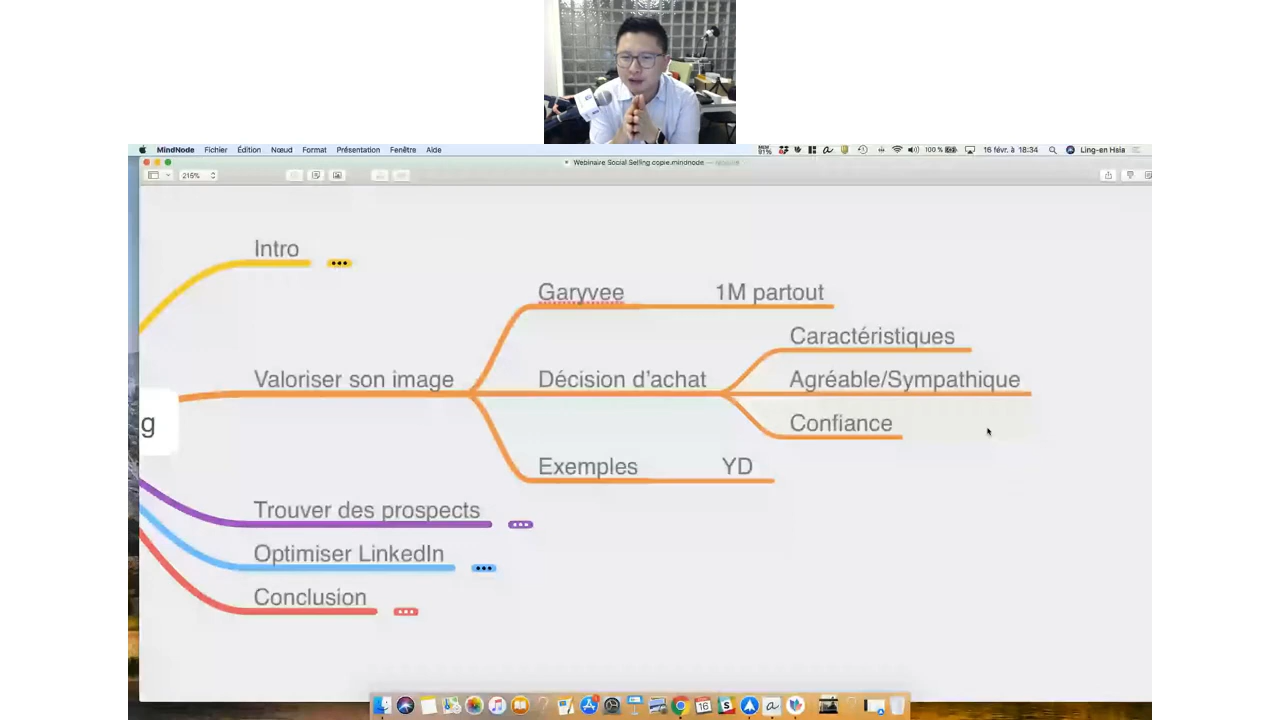 MindNode Fichier Édition Nœud Format Présentation Fenêtre Aide 100 % 16 févr. à 18:34 Ling-en Hsia
Webinaire Social Selling copie.mindnode
215%
Intro
Garyvee 1M partout
Caractéristiques
Valoriser son image Décision d'achat Agréable/Sympathique
g Confiance
Exemples YD
Trouver des prospects
Optimiser LinkedIn
Conclusion
16